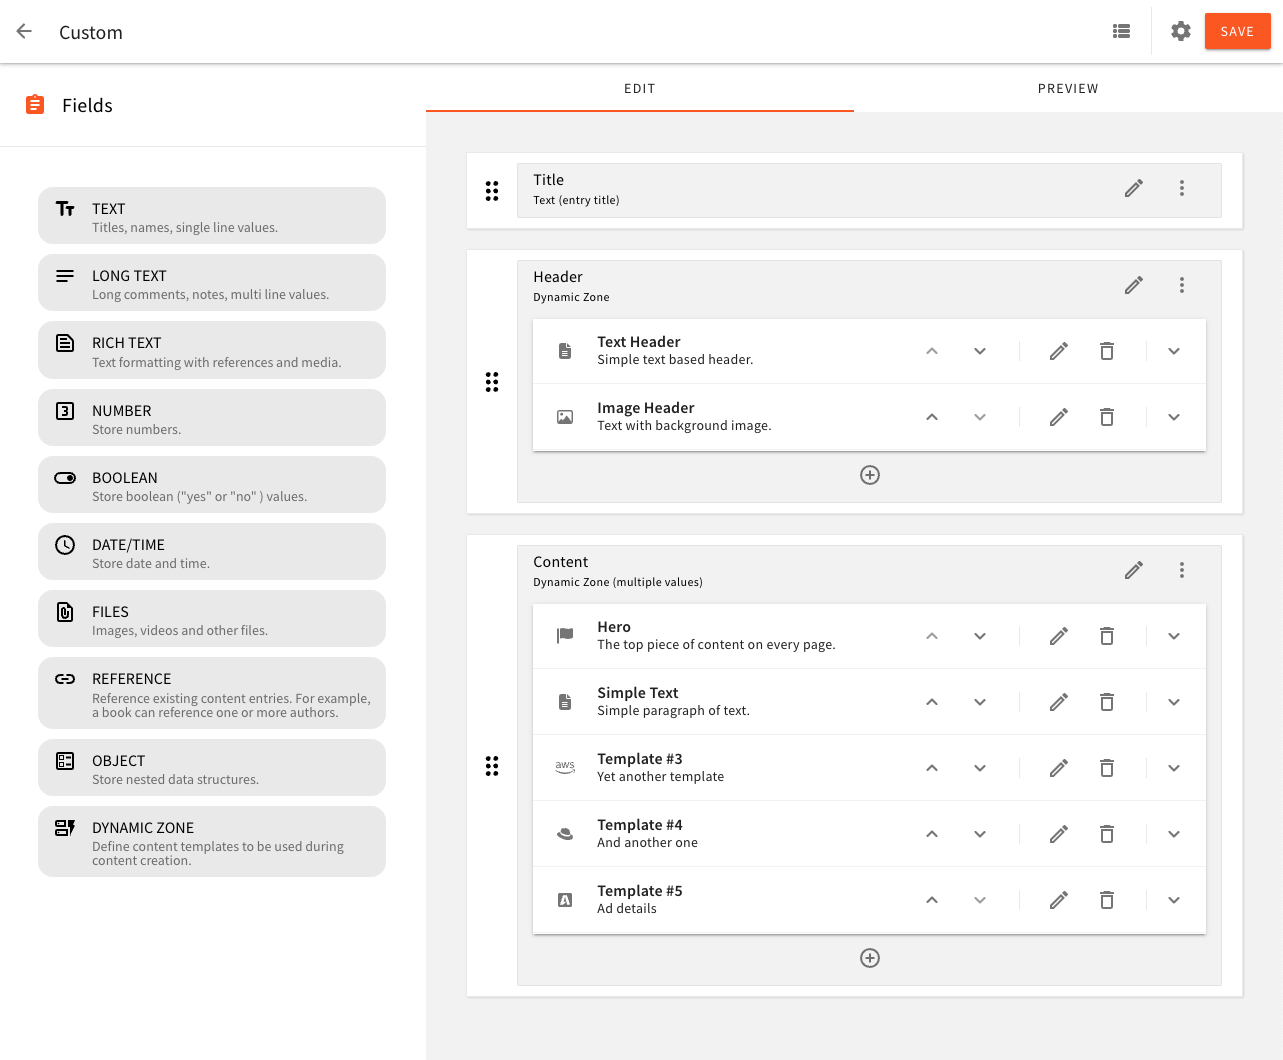 Custom
SAVE
Fields
EDIT
PREVIEW
TEXT
Titles, names, single line values.
LONG TEXT
Long comments, notes, multi line values.
RICH TEXT
Text formatting with references and media.
3
NUMBER
Store numbers.
BOOLEAN
Store boolean ("yes" or "no" ) values.
DATE/TIME
Store date and time.
FILES
Images, videos and other files.
REFERENCE
Reference existing content entries. For example,
a book can reference one or more authors.
OBJECT
Store nested data structures.
DYNAMIC ZONE
Define content templates to be used during
content creation.
Title
Text (entry title)
Header
Dynamic Zone
Text Header
Simple text based header.
Image Header
Text with background image.
Content
Dynamic Zone (multiple values)
Hero
The top piece of content on every page.
Simple Text
Simple paragraph of text.
aws
Template #3
Yet another template
Template #4
And another one
Template #5
Ad details